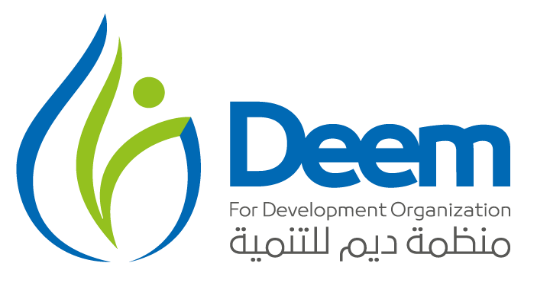 Deem
For Development Organization
منظمة ديم للتنمية